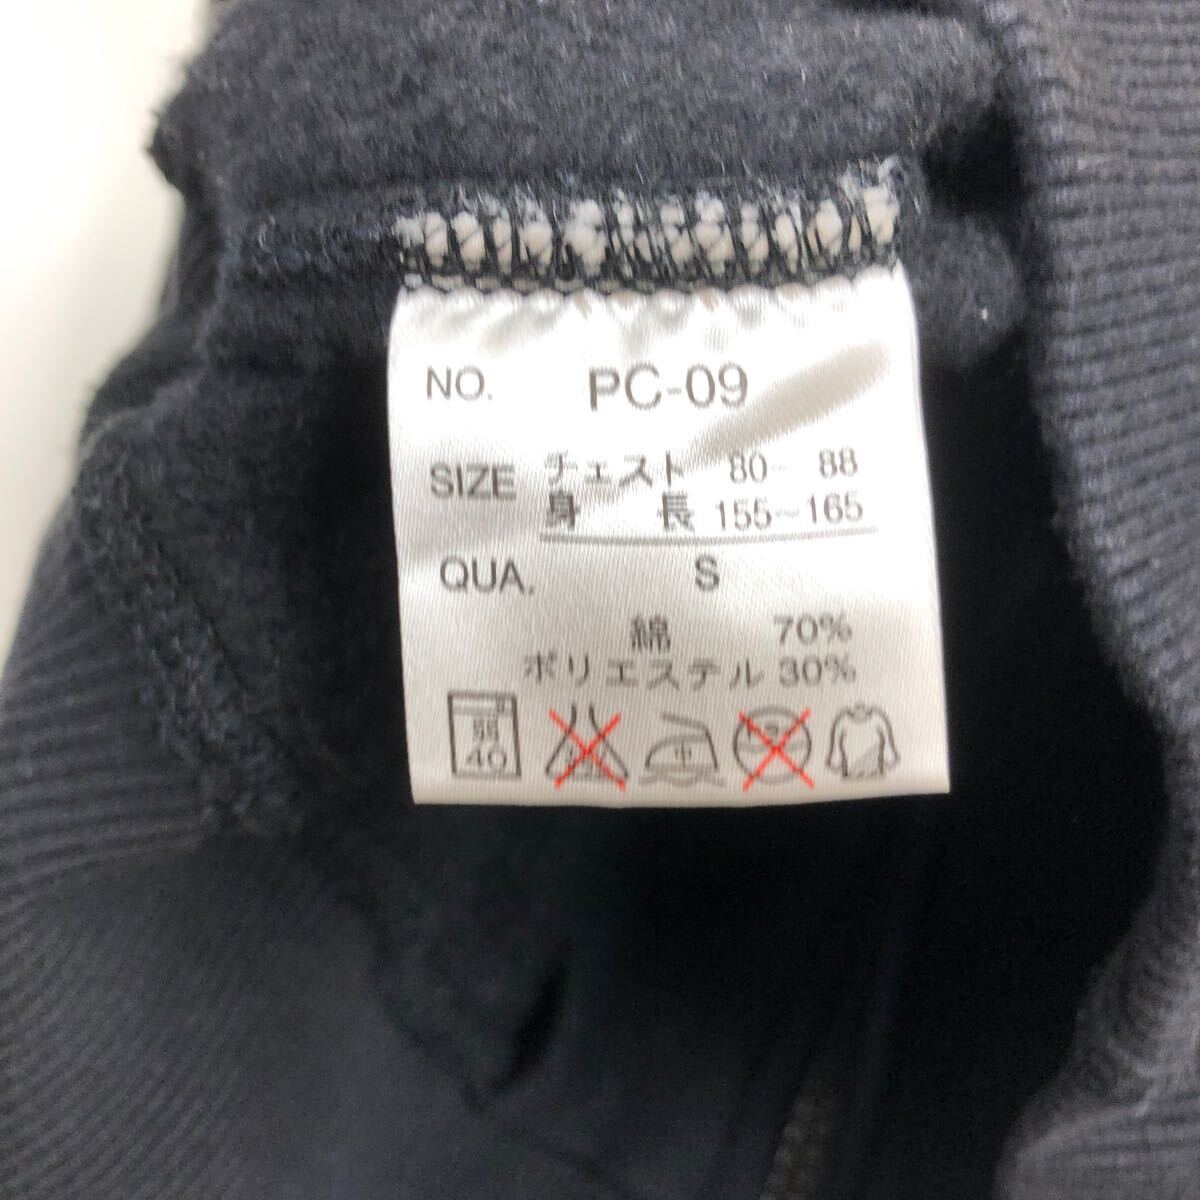 NO. PC-09
SIZE チェスト 80~ 88
身 長 155~165
QUA. S
綿 70%
ポリエステル 30%
40 中